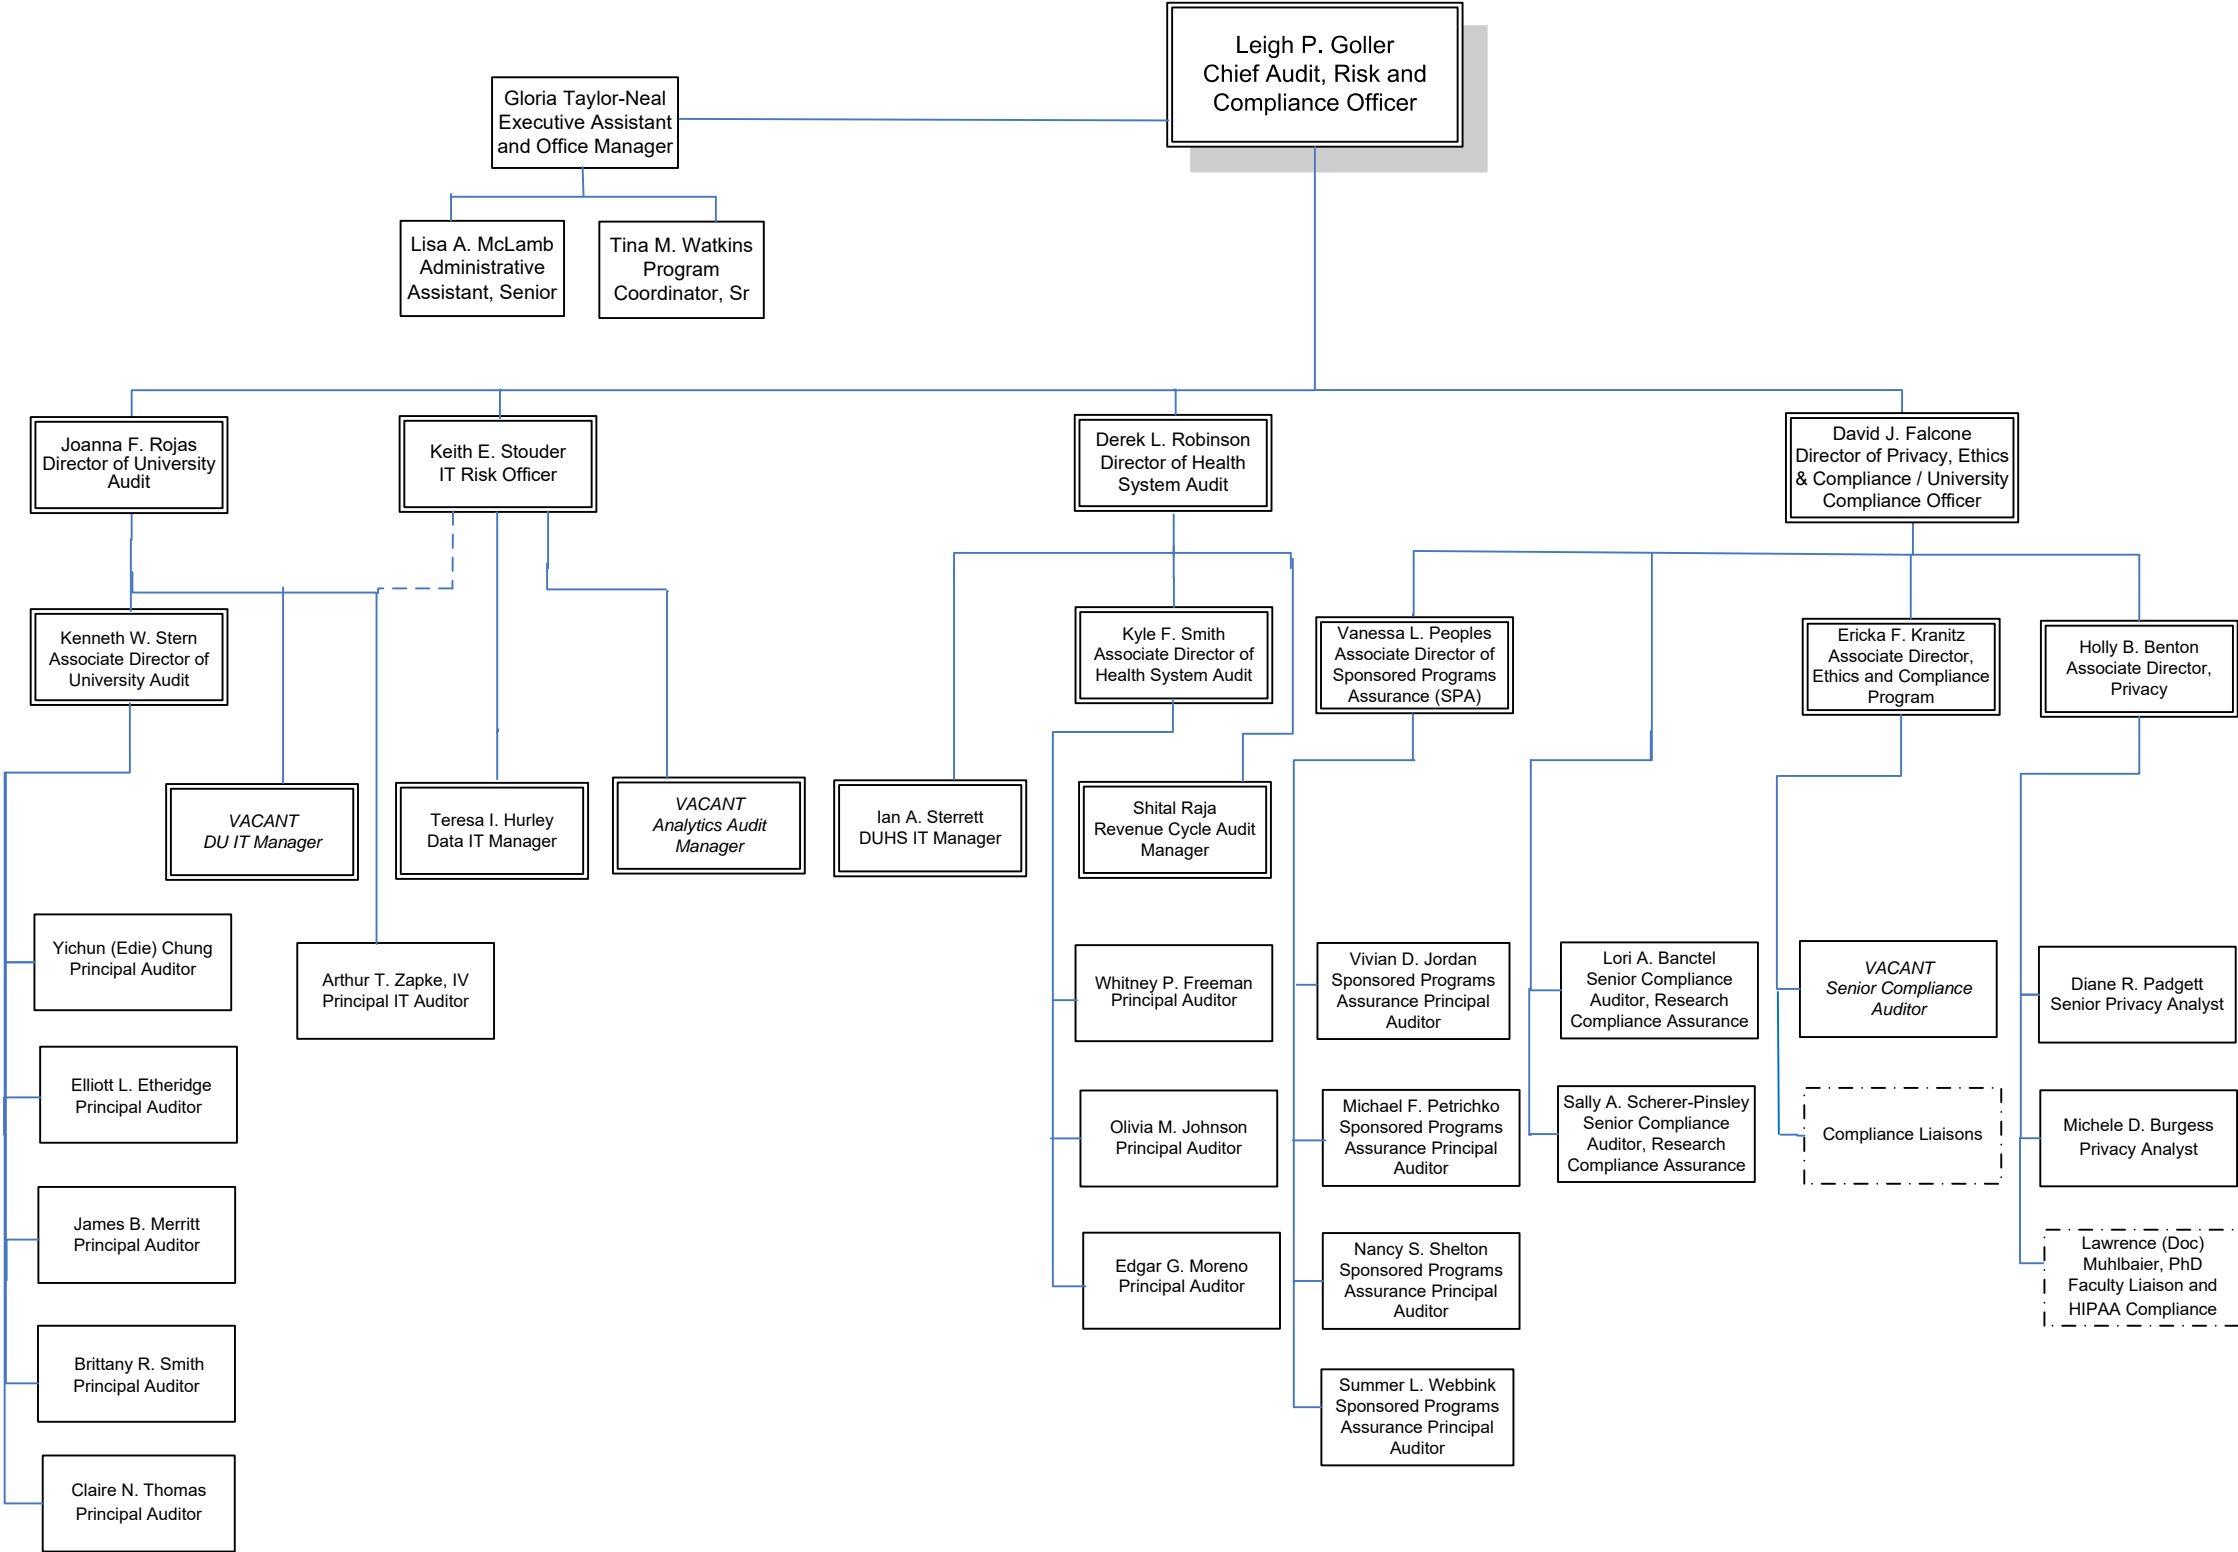 Leigh P. Goller
Chief Audit, Risk and
Compliance Officer
Gloria Taylor-Neal
Executive Assistant
and Office Manager
Lisa A. McLamb
Administrative
Assistant, Senior
Tina M. Watkins
Program
Coordinator, Sr
Joanna F. Rojas
Director of University
Audit
Keith E. Stouder
IT Risk Officer
Derek L. Robinson
Director of Health
System Audit
David J. Falcone
Director of Privacy, Ethics
& Compliance / University
Compliance Officer
Kenneth W. Stern
Associate Director of
University Audit
Kyle F. Smith
Associate Director of
Health System Audit
Vanessa L. Peoples
Associate Director of
Sponsored Programs
Assurance (SPA)
Ericka F. Kranitz
Associate Director,
Ethics and Compliance
Program
Holly B. Benton
Associate Director,
Privacy
VACANT
DU IT Manager
Teresa I. Hurley
Data IT Manager
VACANT
Analytics Audit
Manager
Ian A. Sterrett
DUHS IT Manager
Shital Raja
Revenue Cycle Audit
Manager
Yichun (Edie) Chung
Principal Auditor
Arthur T. Zapke, IV
Principal IT Auditor
Whitney P. Freeman
Principal Auditor
Vivian D. Jordan
Sponsored Programs
Assurance Principal
Auditor
Lori A. Banctel
Senior Compliance
Auditor, Research
Compliance Assurance
VACANT
Senior Compliance
Auditor
Diane R. Padgett
Senior Privacy Analyst
Elliott L. Etheridge
Principal Auditor
Olivia M. Johnson
Principal Auditor
Michael F. Petrichko
Sponsored Programs
Assurance Principal
Auditor
Sally A. Scherer-Pinsley
Senior Compliance
Auditor, Research
Compliance Assurance
Compliance Liaisons
Michele D. Burgess
Privacy Analyst
James B. Merritt
Principal Auditor
Edgar G. Moreno
Principal Auditor
Nancy S. Shelton
Sponsored Programs
Assurance Principal
Auditor
Lawrence (Doc)
Muhlbaier, PhD
Faculty Liaison and
HIPAA Compliance
Brittany R. Smith
Principal Auditor
Summer L. Webbink
Sponsored Programs
Assurance Principal
Auditor
Claire N. Thomas
Principal Auditor